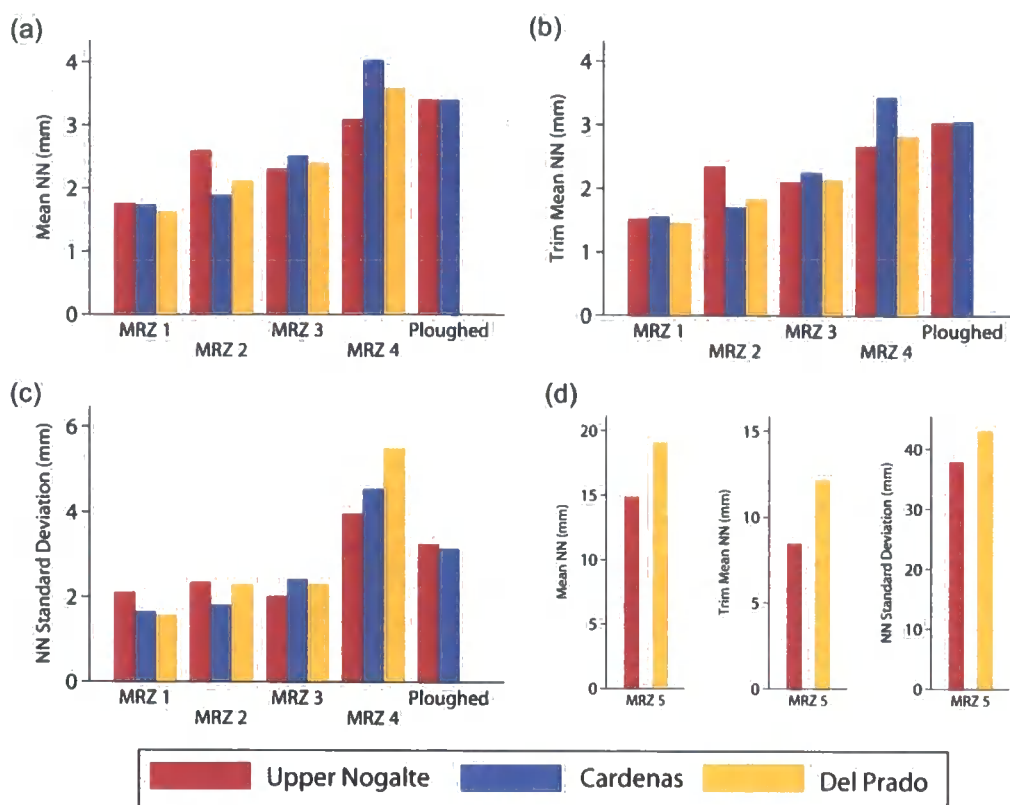 (a)
Mean NN (mm)
4
3
2
1
0
MRZ 1
MRZ 2
MRZ 3
MRZ 4
Ploughed
(b)
Trim Mean NN (mm)
4
3
2
1
0
MRZ 1
MRZ 2
MRZ 3
MRZ 4
Ploughed
(c)
NN Standard Deviation (mm)
6
4
2
0
MRZ 1
MRZ 2
MRZ 3
MRZ 4
Ploughed
(d)
Mean NN (mm)
20
15
10
5
0
MRZ 5
Trim Mean NN (mm)
15
10
5
0
MRZ 5
NN Standard Deviation (mm)
40
30
20
10
0
MRZ 5
Upper Nogalte
Cardenas
Del Prado